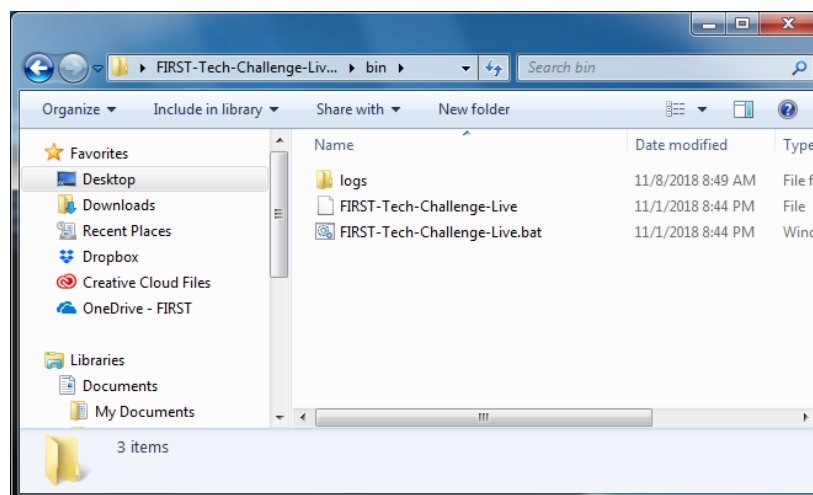 FIRST-Tech-Challenge-Liv... bin Search bin
Organize Include in library Share with New folder
Favorites
Desktop
Downloads
Recent Places
Dropbox
Creative Cloud Files
OneDrive - FIRST
Libraries
Documents
My Documents
Name Date modified Type
logs 11/8/2018 8:49 AM File f
FIRST-Tech-Challenge-Live 11/1/2018 8:44 PM File
FIRST-Tech-Challenge-Live.bat 11/1/2018 8:44 PM Wind
3 items